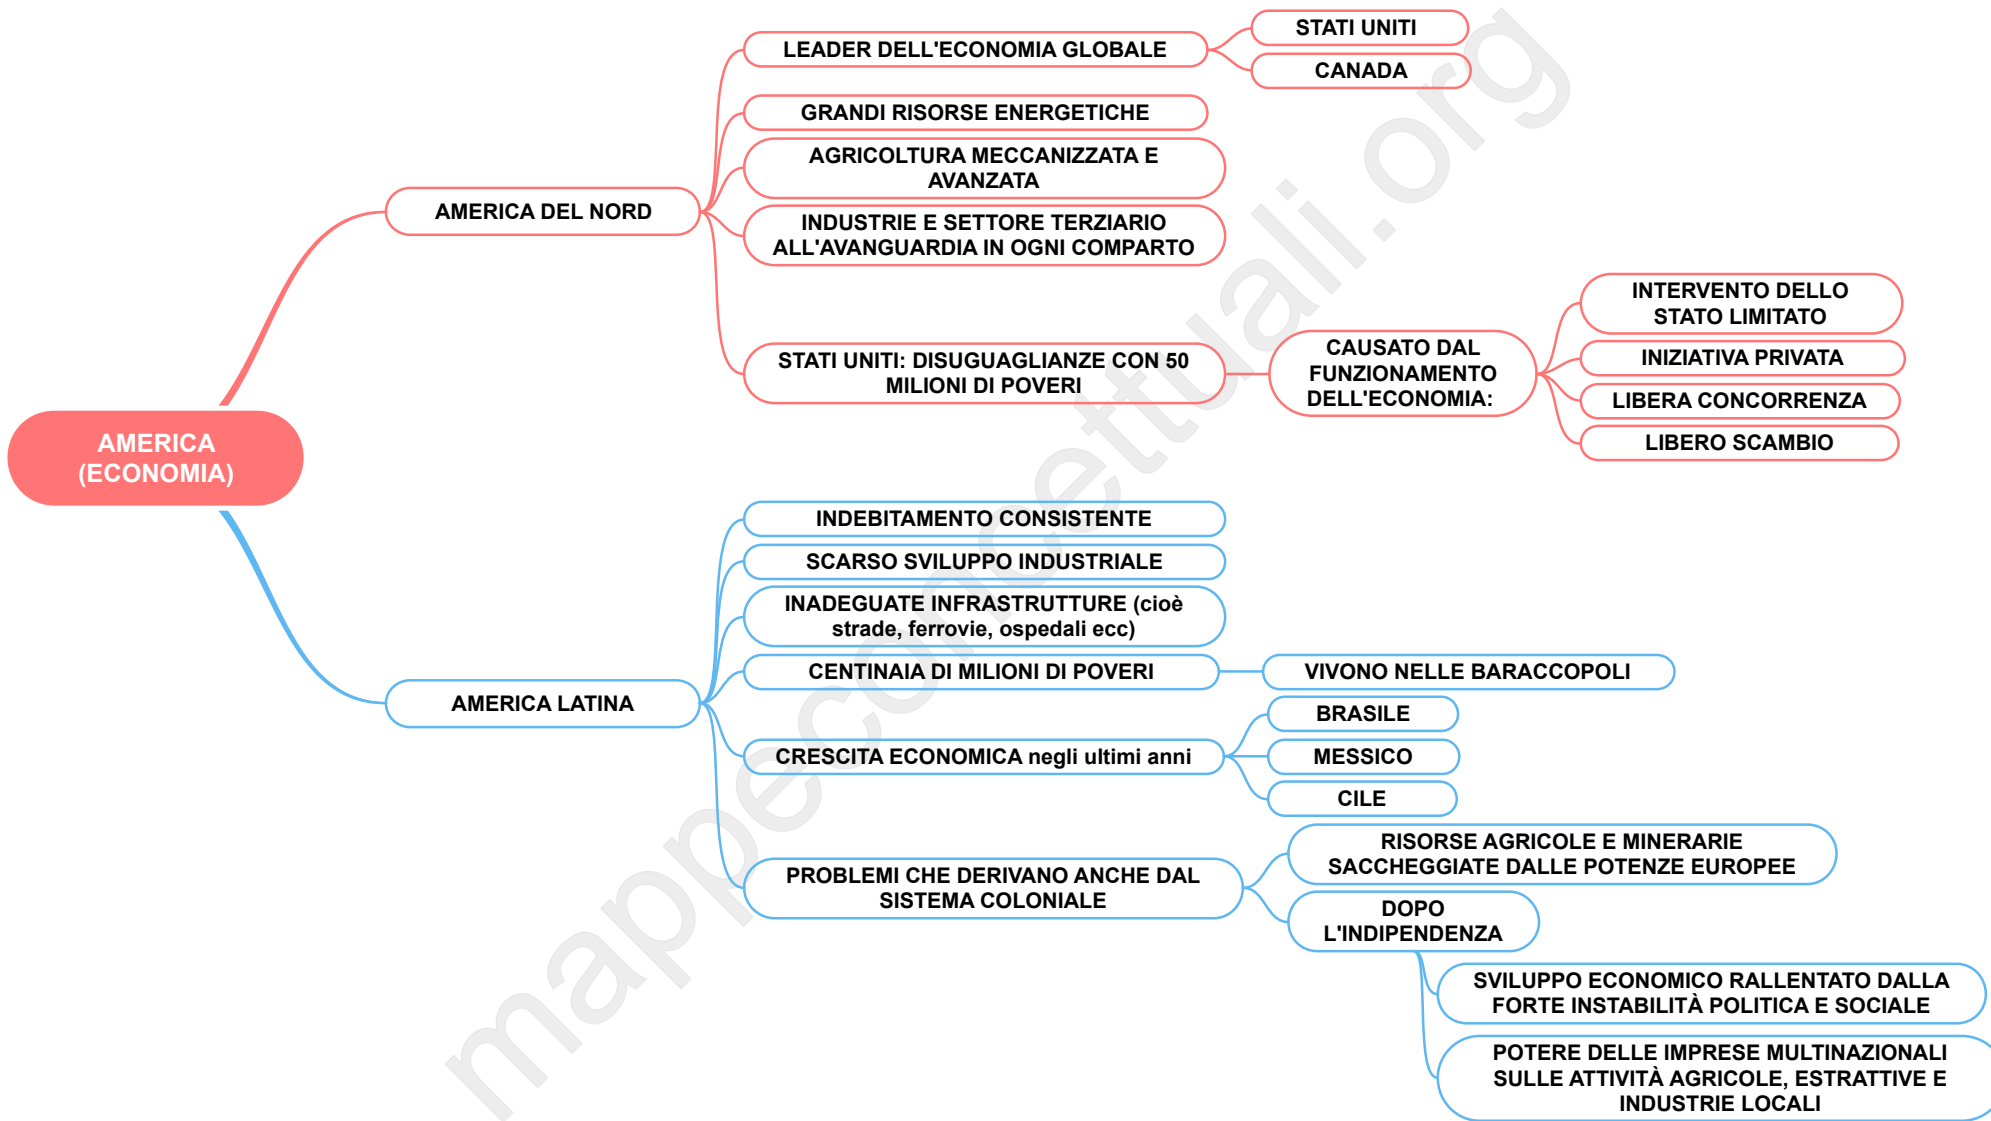 AMERICA
(ECONOMIA)
AMERICA DEL NORD
LEADER DELL'ECONOMIA GLOBALE
STATI UNITI
CANADA
GRANDI RISORSE ENERGETICHE
AGRICOLTURA MECCANIZZATA E
AVANZATA
INDUSTRIE E SETTORE TERZIARIO
ALL'AVANGUARDIA IN OGNI COMPARTO
STATI UNITI: DISUGUAGLIANZE CON 50
MILIONI DI POVERI
CAUSATO DAL
FUNZIONAMENTO
DELL'ECONOMIA:
INTERVENTO DELLO
STATO LIMITATO
INIZIATIVA PRIVATA
LIBERA CONCORRENZA
LIBERO SCAMBIO
AMERICA LATINA
INDEBITAMENTO CONSISTENTE
SCARSO SVILUPPO INDUSTRIALE
INADEGUATE INFRASTRUTTURE (cioè
strade, ferrovie, ospedali ecc)
CENTINAIA DI MILIONI DI POVERI
VIVONO NELLE BARACCOPOLI
CRESCITA ECONOMICA negli ultimi anni
BRASILE
MESSICO
CILE
PROBLEMI CHE DERIVANO ANCHE DAL
SISTEMA COLONIALE
RISORSE AGRICOLE E MINERARIE
SACCHEGGIATE DALLE POTENZE EUROPEE
DOPO
L'INDIPENDENZA
SVILUPPO ECONOMICO RALLENTATO DALLA
FORTE INSTABILITÀ POLITICA E SOCIALE
POTERE DELLE IMPRESE MULTINAZIONALI
SULLE ATTIVITÀ AGRICOLE, ESTRATTIVE E
INDUSTRIE LOCALI
mappeconcettuali.org